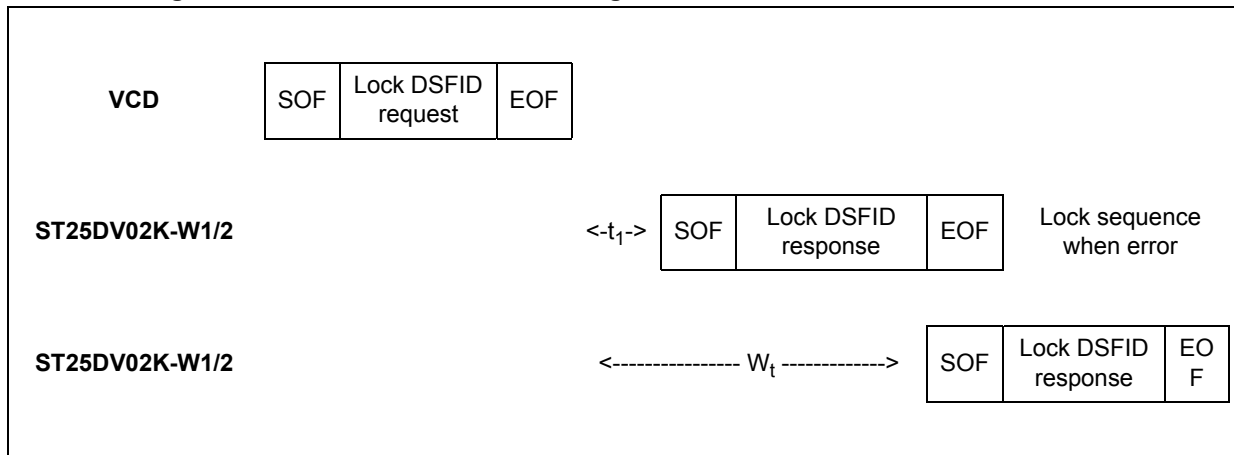 VCD SOF Lock DSFID request EOF
ST25DV02K-W1/2 <-t1-> SOF Lock DSFID response EOF Lock sequence when error
ST25DV02K-W1/2 <---------------- Wt -------------> SOF Lock DSFID response EO F